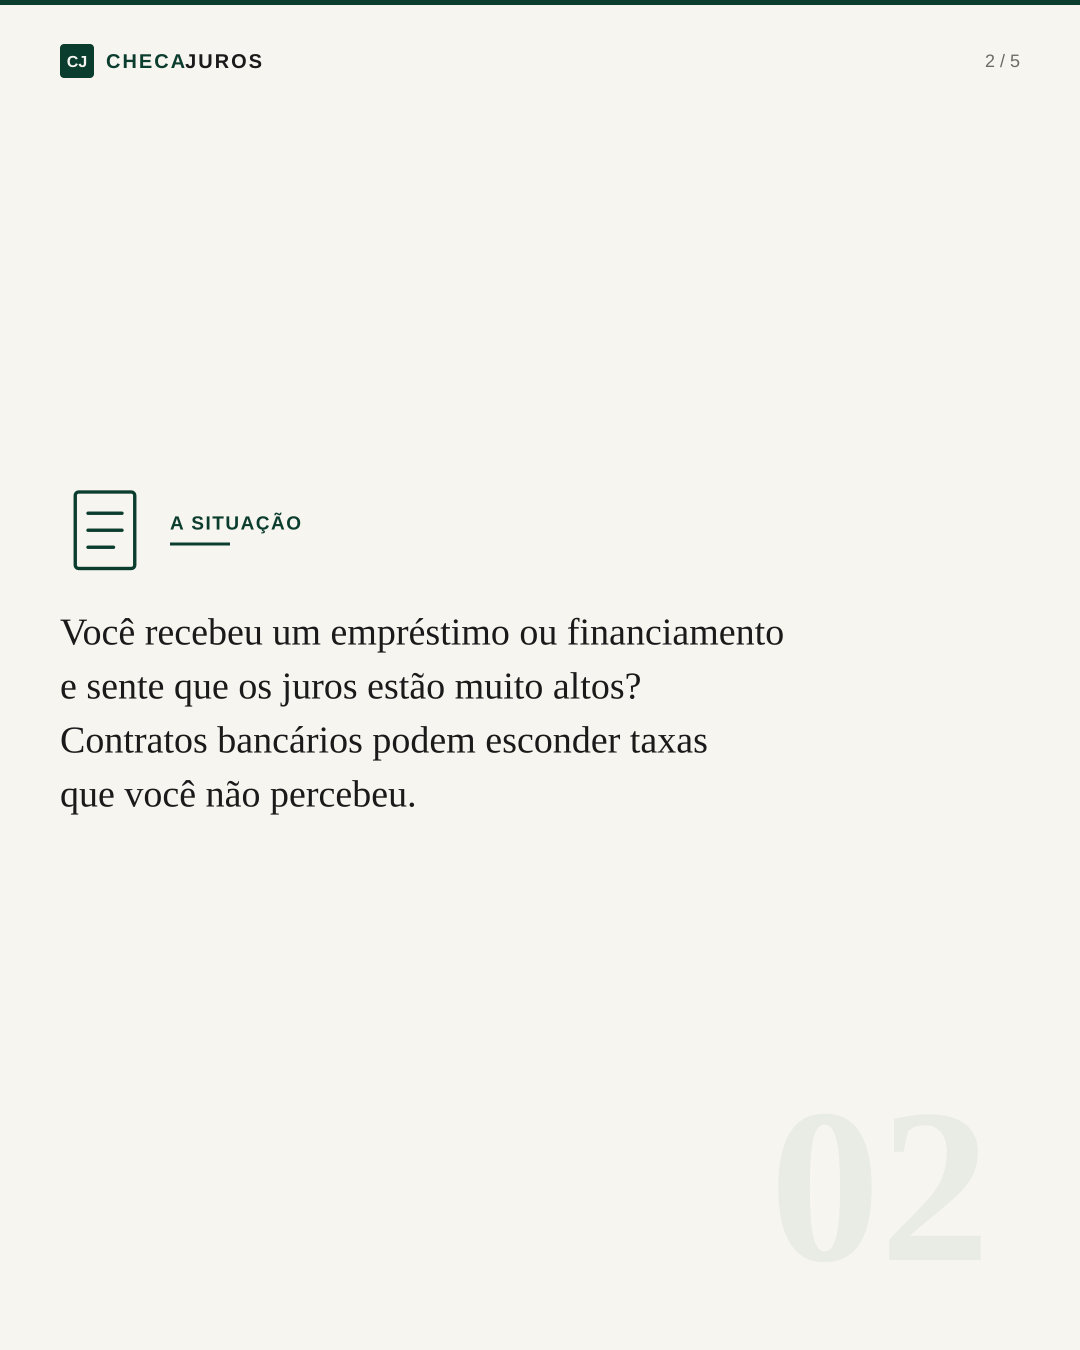 CJ CHECAJUROS
2 / 5
A SITUAÇÃO
Você recebeu um empréstimo ou financiamento
e sente que os juros estão muito altos?
Contratos bancários podem esconder taxas
que você não percebeu.
02